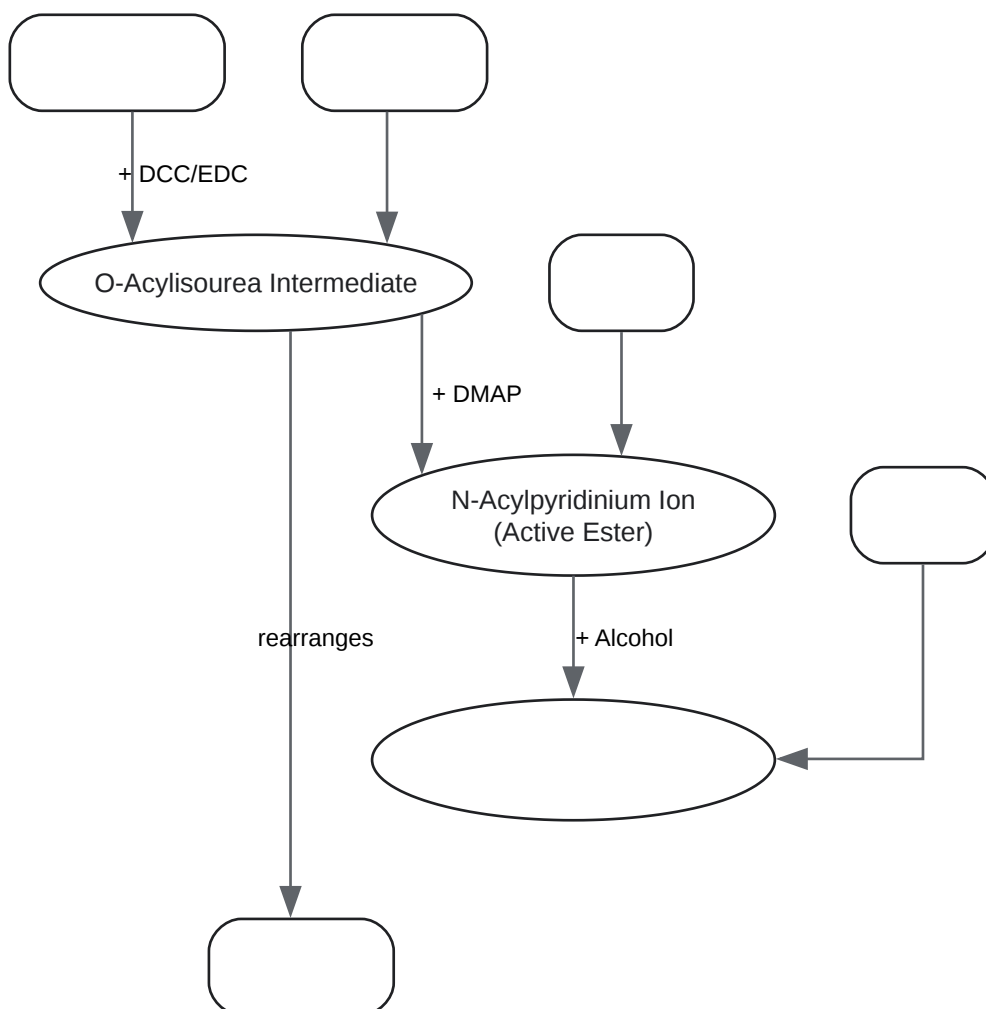 + DCC/EDC
O-Acylisourea Intermediate
+ DMAP
N-Acylpyridinium Ion
(Active Ester)
rearranges
+ Alcohol